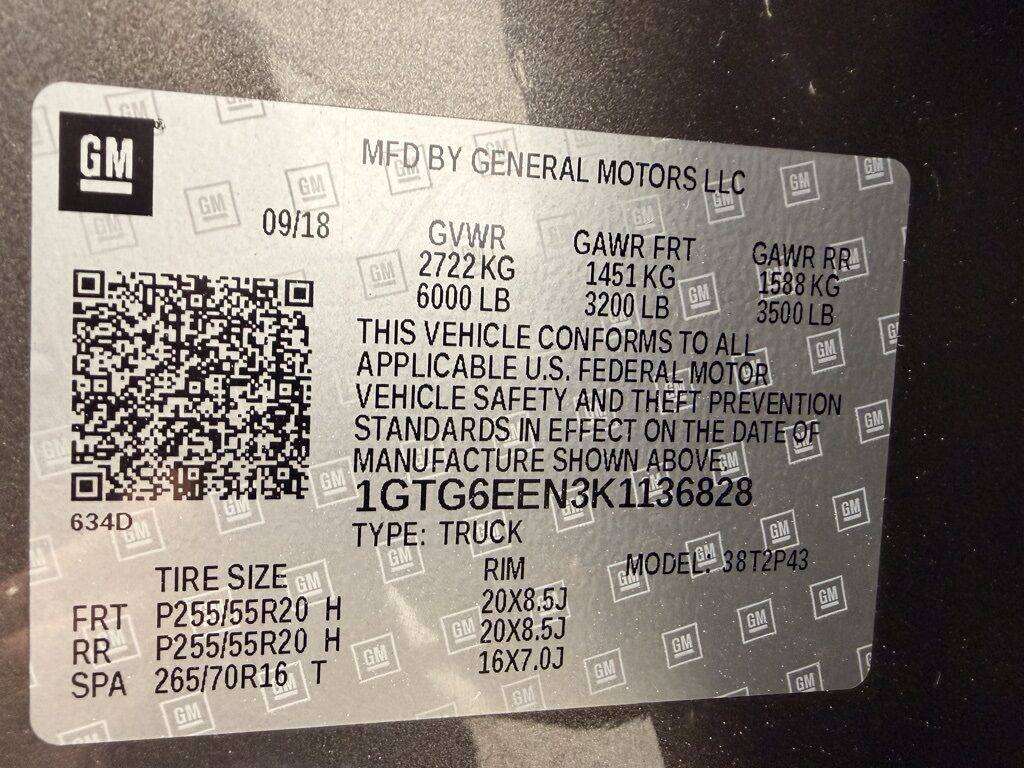 GM
MFD BY GENERAL MOTORS LLC
09/18
GVWR GAWR FRT GAWR RR
2722 KG 1451 KG 1588 KG
6000 LB 3200 LB 3500 LB
THIS VEHICLE CONFORMS TO ALL
APPLICABLE U.S. FEDERAL MOTOR
VEHICLE SAFETY AND THEFT PREVENTION
STANDARDS IN EFFECT ON THE DATE OF
MANUFACTURE SHOWN ABOVE.
1GTG6EEN3K1136828
634D
TYPE: TRUCK
MODEL: 38T2P43
TIRE SIZE RIM
FRT P255/55R20 H 20X8.5J
RR P255/55R20 H 20X8.5J
SPA 265/70R16 T 16X7.0J